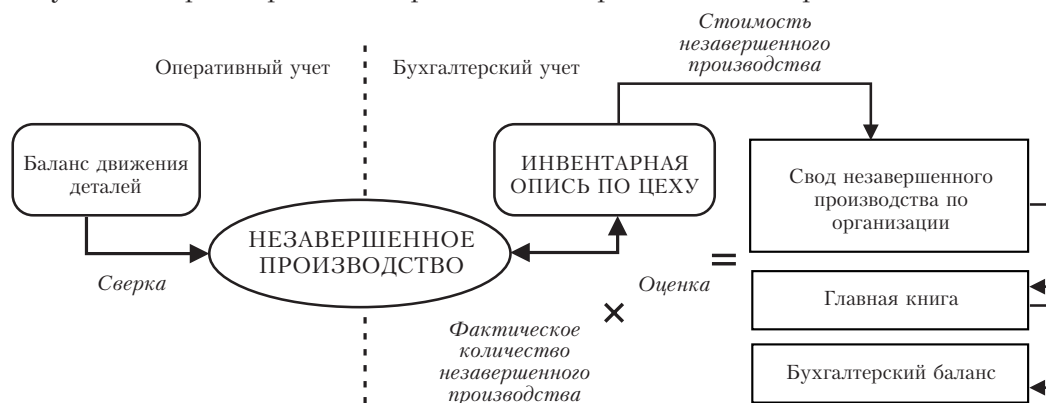 Стоимость
незавершенного
производства
Оперативный учет
Бухгалтерский учет
Баланс движения
деталей
ИНВЕНТАРНАЯ
ОПИСЬ ПО ЦЕХУ
Свод незавершенного
производства по
организации
НЕЗАВЕРШЕННОЕ
ПРОИЗВОДСТВО
=
Сверка
Оценка
×
Главная книга
Фактическое
количество
незавершенного
производства
Бухгалтерский баланс